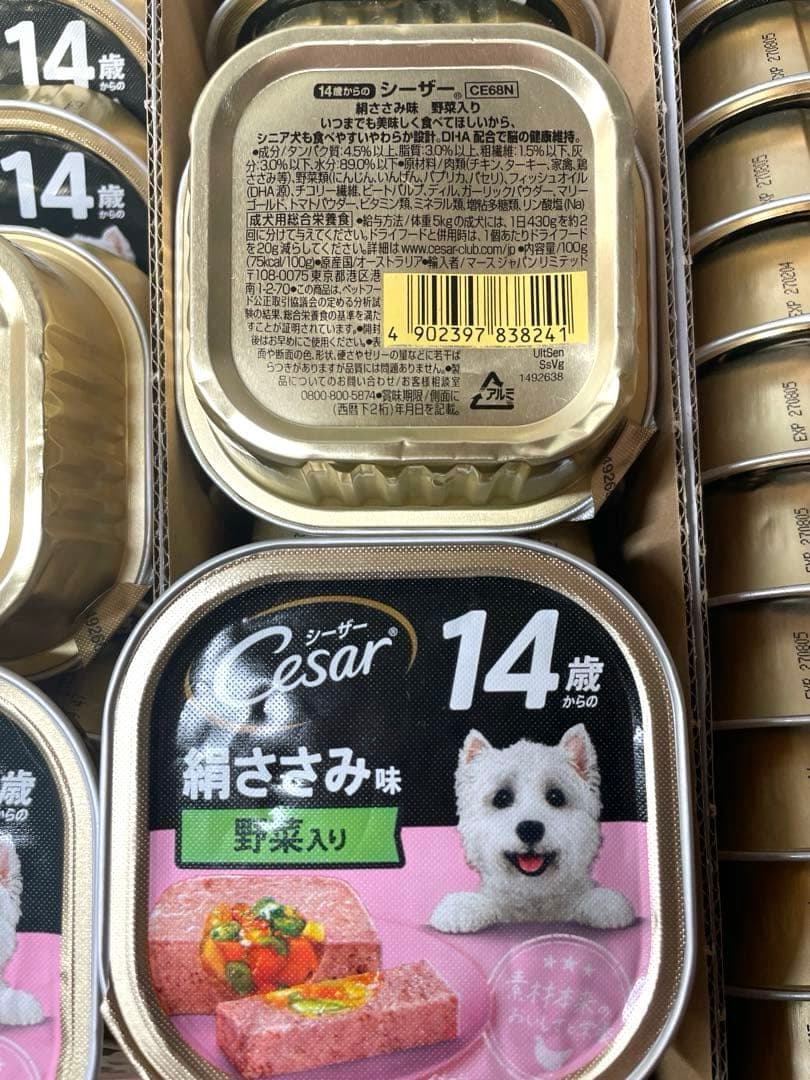 14歳
からの
14歳
からの
14歳からの シーザー® CE68N
絹ささみ味 野菜入り
いつまでも美味しく食べてほしいから、
シニア犬も食べやすいやわらか設計。DHA配合で脳の健康維持。
●成分/タンパク質:4.5%以上、脂質:3.0%以上、粗繊維:1.5%以下、灰
分:3.0%以下、水分:89.0%以下●原材料/肉類(チキン、ターキー、家禽、鶏
ささみ等)、野菜類(にんじん、いんげん、パプリカ、パセリ)、フィッシュオイル
(DHA源)、チコリー繊維、ビートパルプ、ディル、ガーリックパウダー、マリー
ゴールド、トマトパウダー、ビタミン類、ミネラル類、増粘多糖類、リン酸塩(Na)
成犬用総合栄養食 ●給与方法/体重5kgの成犬には、1日430gを約2
回に分けて与えてください。ドライフードと併用時は、1個あたりドライフード
を20g減らしてください。詳細は www.cesar-club.com/jp●内容量/100g
(75kcal/100g)●原産国/オーストラリア●輸入者/マースジャパンリミテッド
〒108-0075 東京都港区港
南1-2-70●この商品は、ペットフー
ド公正取引協議会の定める分析試
験の結果、総合栄養食の基準を満た
すことが証明されています。●開封
後はお早めにご使用ください。●表
面や断面の色、形状、硬さやゼリーの量などに若干ば
らつきがありますが品質には問題ありません。●製
品についてのお問い合わせ/お客様相談室
0800-800-5874●賞味期限/側面に
(西暦下2桁)年月日を記載。
4 902397 838241
UltSen
SsVg
1492638
アルミ
シーザー
Cesar®
14歳
からの
絹ささみ味
野菜入り
素材本来の
歳
からの
EXP 270805
EXP 270805
EXP 270204
EXP 270805
EXP 270805
EXP 270805